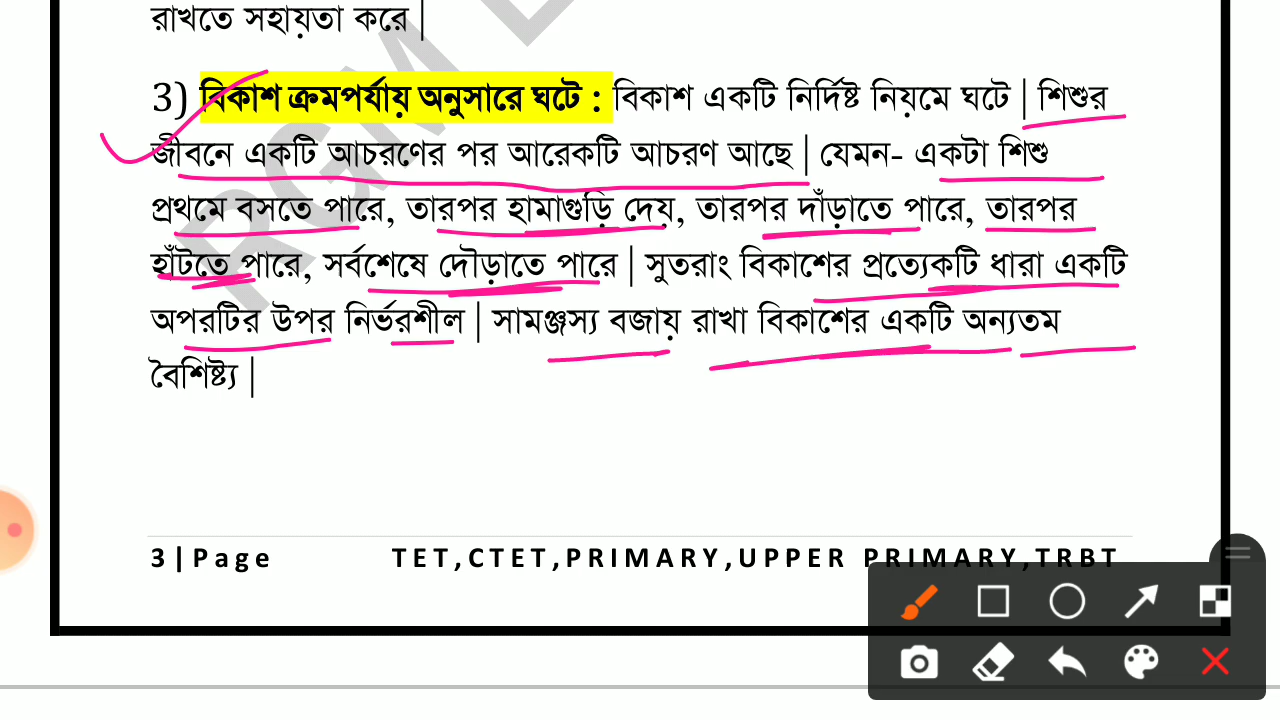 রাখতে সহায়তা করে |
3) বিকাশ ক্রমপর্যায় অনুসারে ঘটে : বিকাশ একটি নির্দিষ্ট নিয়মে ঘটে | শিশুর
জীবনে একটি আচরণের পর আরেকটি আচরণ আছে | যেমন- একটা শিশু
প্রথমে বসতে পারে, তারপর হামাগুড়ি দেয়, তারপর দাঁড়াতে পারে, তারপর
হাঁটতে পারে, সর্বশেষে দৌড়াতে পারে | সুতরাং বিকাশের প্রত্যেকটি ধারা একটি
অপরটির উপর নির্ভরশীল | সামঞ্জস্য বজায় রাখা বিকাশের একটি অন্যতম
বৈশিষ্ট্য |
3 | Page TET,CTET,PRIMARY,UPPER PRIMARY,TRBT